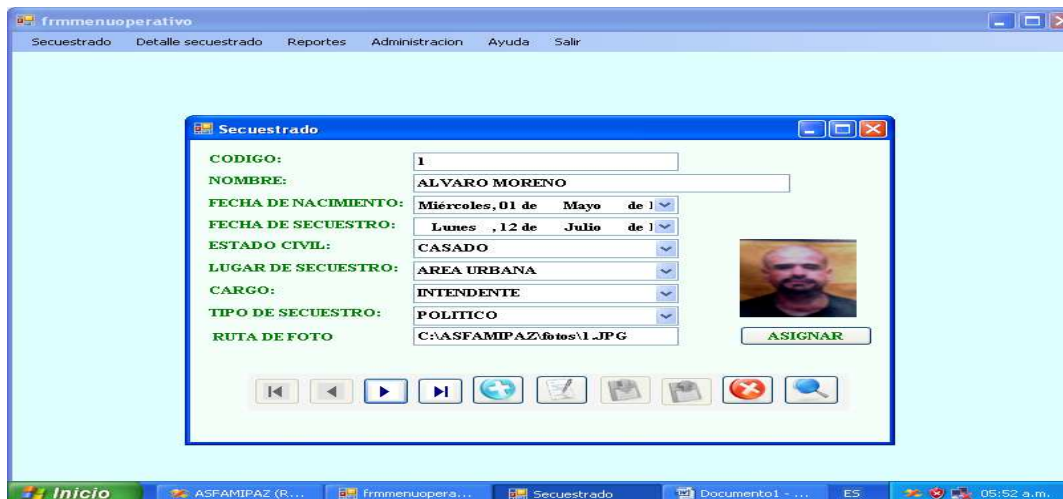 frmmenuoperativo
Secuestrado Detalle secuestrado Reportes Administracion Ayuda Salir
Secuestrado
CODIGO: 1
NOMBRE: ALVARO MORENO
FECHA DE NACIMIENTO: Miércoles, 01 de Mayo de
FECHA DE SECUESTRO: Lunes , 12 de Julio de
ESTADO CIVIL: CASADO
LUGAR DE SECUESTRO: AREA URBANA
CARGO: INTENDENTE
TIPO DE SECUESTRO: POLITICO
RUTA DE FOTO C:\ASFAMIPAZ\fotos\1.JPG
ASIGNAR
Inicio ASFAMIPAZ (R... frmmenuopera... Secuestrado Documento1 - ... ES 05:52 a.m.